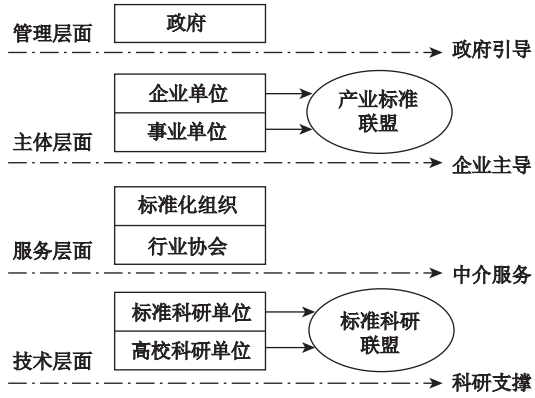 政府
管理层面
政府引导
企业单位
产业标准
联盟
事业单位
主体层面
企业主导
标准化组织
行业协会
服务层面
中介服务
标准科研单位
标准科研
联盟
高校科研单位
技术层面
科研支撑